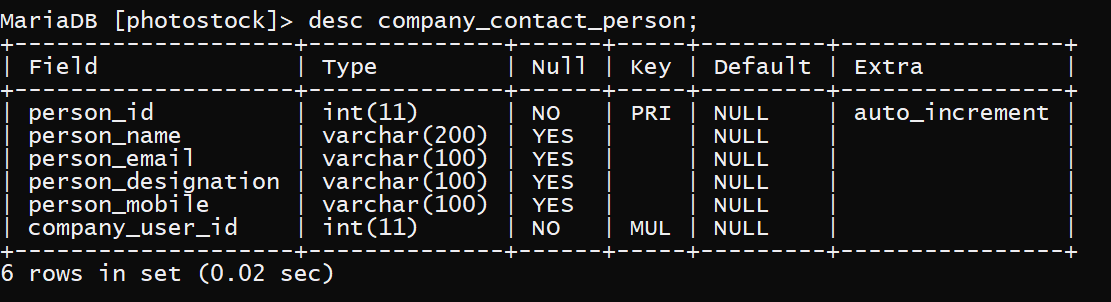 MariaDB [photostock]> desc company_contact_person;
+--------------------+--------------+------+-----+---------+----------------+
| Field              | Type         | Null | Key | Default | Extra          |
+--------------------+--------------+------+-----+---------+----------------+
| person_id          | int(11)      | NO   | PRI | NULL    | auto_increment |
| person_name        | varchar(200) | YES  |     | NULL    |                |
| person_email       | varchar(100) | YES  |     | NULL    |                |
| person_designation | varchar(100) | YES  |     | NULL    |                |
| person_mobile      | varchar(100) | YES  |     | NULL    |                |
| company_user_id    | int(11)      | NO   | MUL | NULL    |                |
+--------------------+--------------+------+-----+---------+----------------+
6 rows in set (0.02 sec)